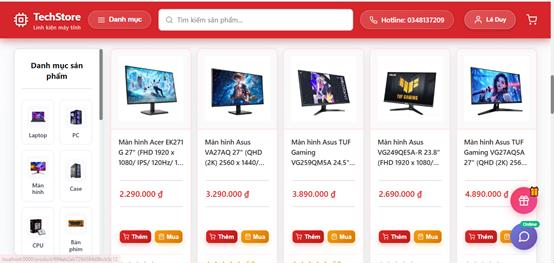 TechStore
Linh kiện máy tính
Danh mục
Tìm kiếm sản phẩm...
Hotline: 0348137209
Lê Duy
Danh mục sản
phẩm
Laptop
PC
Màn
hình
Case
CPU
Bàn
phím
Màn hình Acer EK271
G 27" (FHD 1920 x
1080/ IPS/ 120Hz/ 1...
2.290.000 ₫
Thêm
Mua
Màn hình Asus
VA27AQ 27" (QHD
(2K) 2560 x 1440/...
3.290.000 ₫
Thêm
Mua
Màn hình Asus TUF
Gaming
VG259QM5A 24.5"...
3.890.000 ₫
Thêm
Mua
Màn hình Asus
VG249QE5A-R 23.8"
(FHD 1920 x 1080/...
2.690.000 ₫
Thêm
Mua
Màn hình Asus TUF
Gaming VG27AQ5A
27" (QHD (2K) 256...
4.890.000 ₫
Thêm
Mua
Online